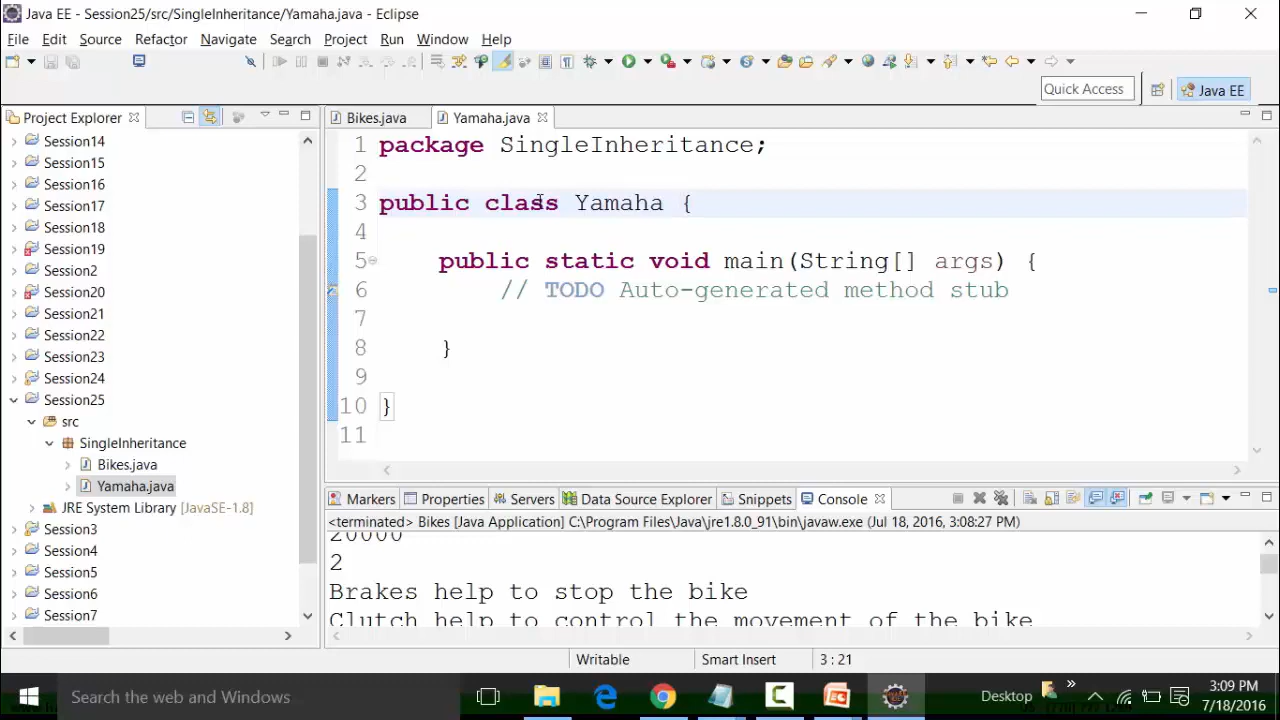 Java EE - Session25/src/SingleInheritance/Yamaha.java - Eclipse
File Edit Source Refactor Navigate Search Project Run Window Help
Quick Access
Java EE
Project Explorer
Bikes.java
Yamaha.java
Session14
Session15
Session16
Session17
Session18
Session19
Session2
Session20
Session21
Session22
Session23
Session24
Session25
src
SingleInheritance
Bikes.java
Yamaha.java
JRE System Library [JavaSE-1.8]
Session3
Session4
Session5
Session6
Session7
1 package SingleInheritance;
2
3 public class Yamaha {
4
5 public static void main(String[] args) {
6 // TODO Auto-generated method stub
7
8 }
9
10 }
11
Markers Properties Servers Data Source Explorer Snippets Console
<terminated> Bikes [Java Application] C:\Program Files\Java\jre1.8.0_91\bin\javaw.exe (Jul 18, 2016, 3:08:27 PM)
20000
2
Brakes help to stop the bike
Clutch help to control the movement of the bike
Writable Smart Insert 3 : 21
Search the web and Windows
Desktop
3:09 PM
7/18/2016